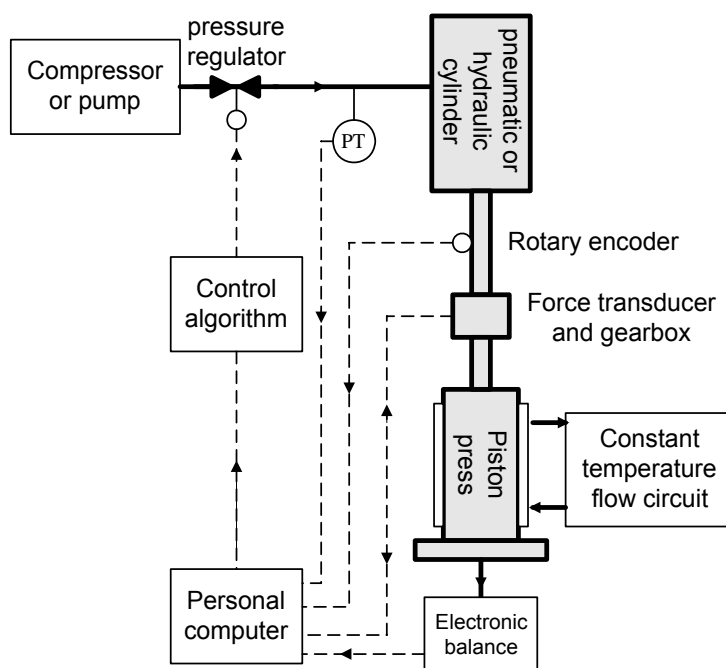 pressure
regulator
Compressor
or pump
PT
pneumatic or
hydraulic
cylinder
Rotary encoder
Control
algorithm
Force transducer
and gearbox
Piston
press
Constant
temperature
flow circuit
Personal
computer
Electronic
balance